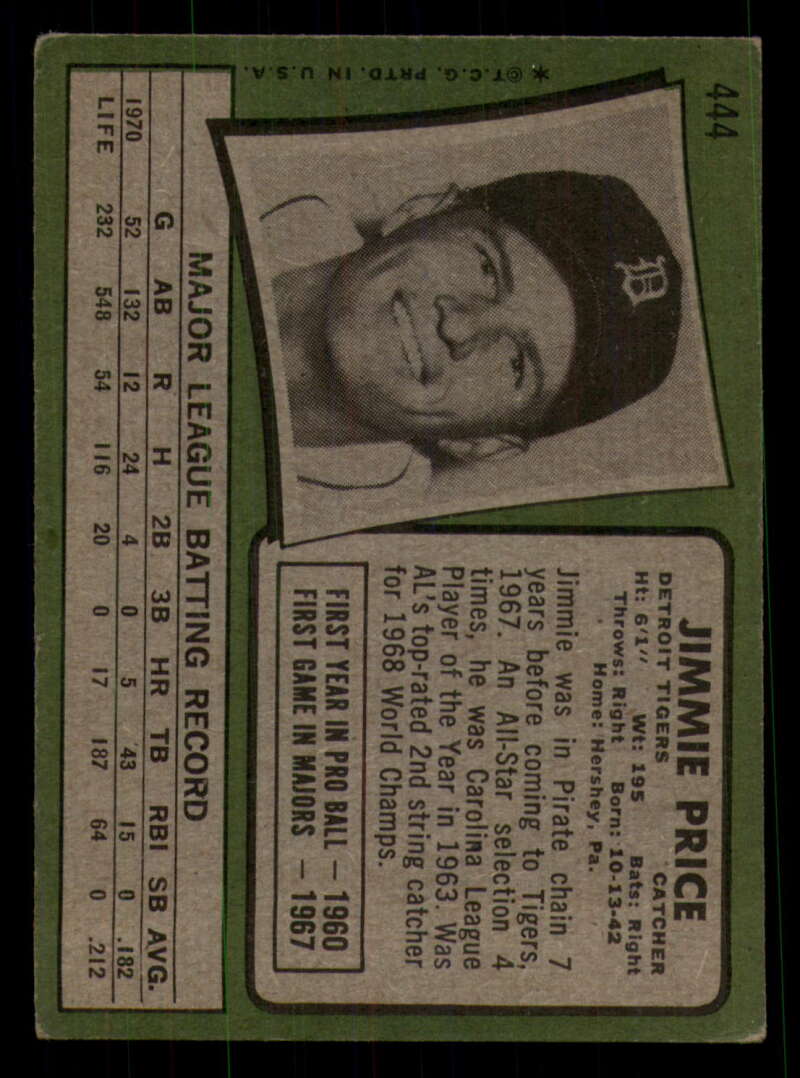 444
* © T.C.G. PRTD. IN U.S.A.
D
JIMMIE PRICE
DETROIT TIGERS CATCHER
Ht: 6'1" Wt: 195 Bats: Right
Throws: Right Born: 10-13-42
Home: Hershey, Pa.
Jimmie was in Pirate chain 7
years before coming to Tigers,
1967. An All-Star selection 4
times, he was Carolina League
Player of the Year in 1963. Was
AL's top-rated 2nd string catcher
for 1968 World Champs.
FIRST YEAR IN PRO BALL — 1960
FIRST GAME IN MAJORS — 1967
MAJOR LEAGUE BATTING RECORD
G AB R H 2B 3B HR TB RBI SB AVG.
1970 52 132 12 24 4 0 5 43 15 0 .182
LIFE 232 548 54 116 20 0 17 187 64 0 .212